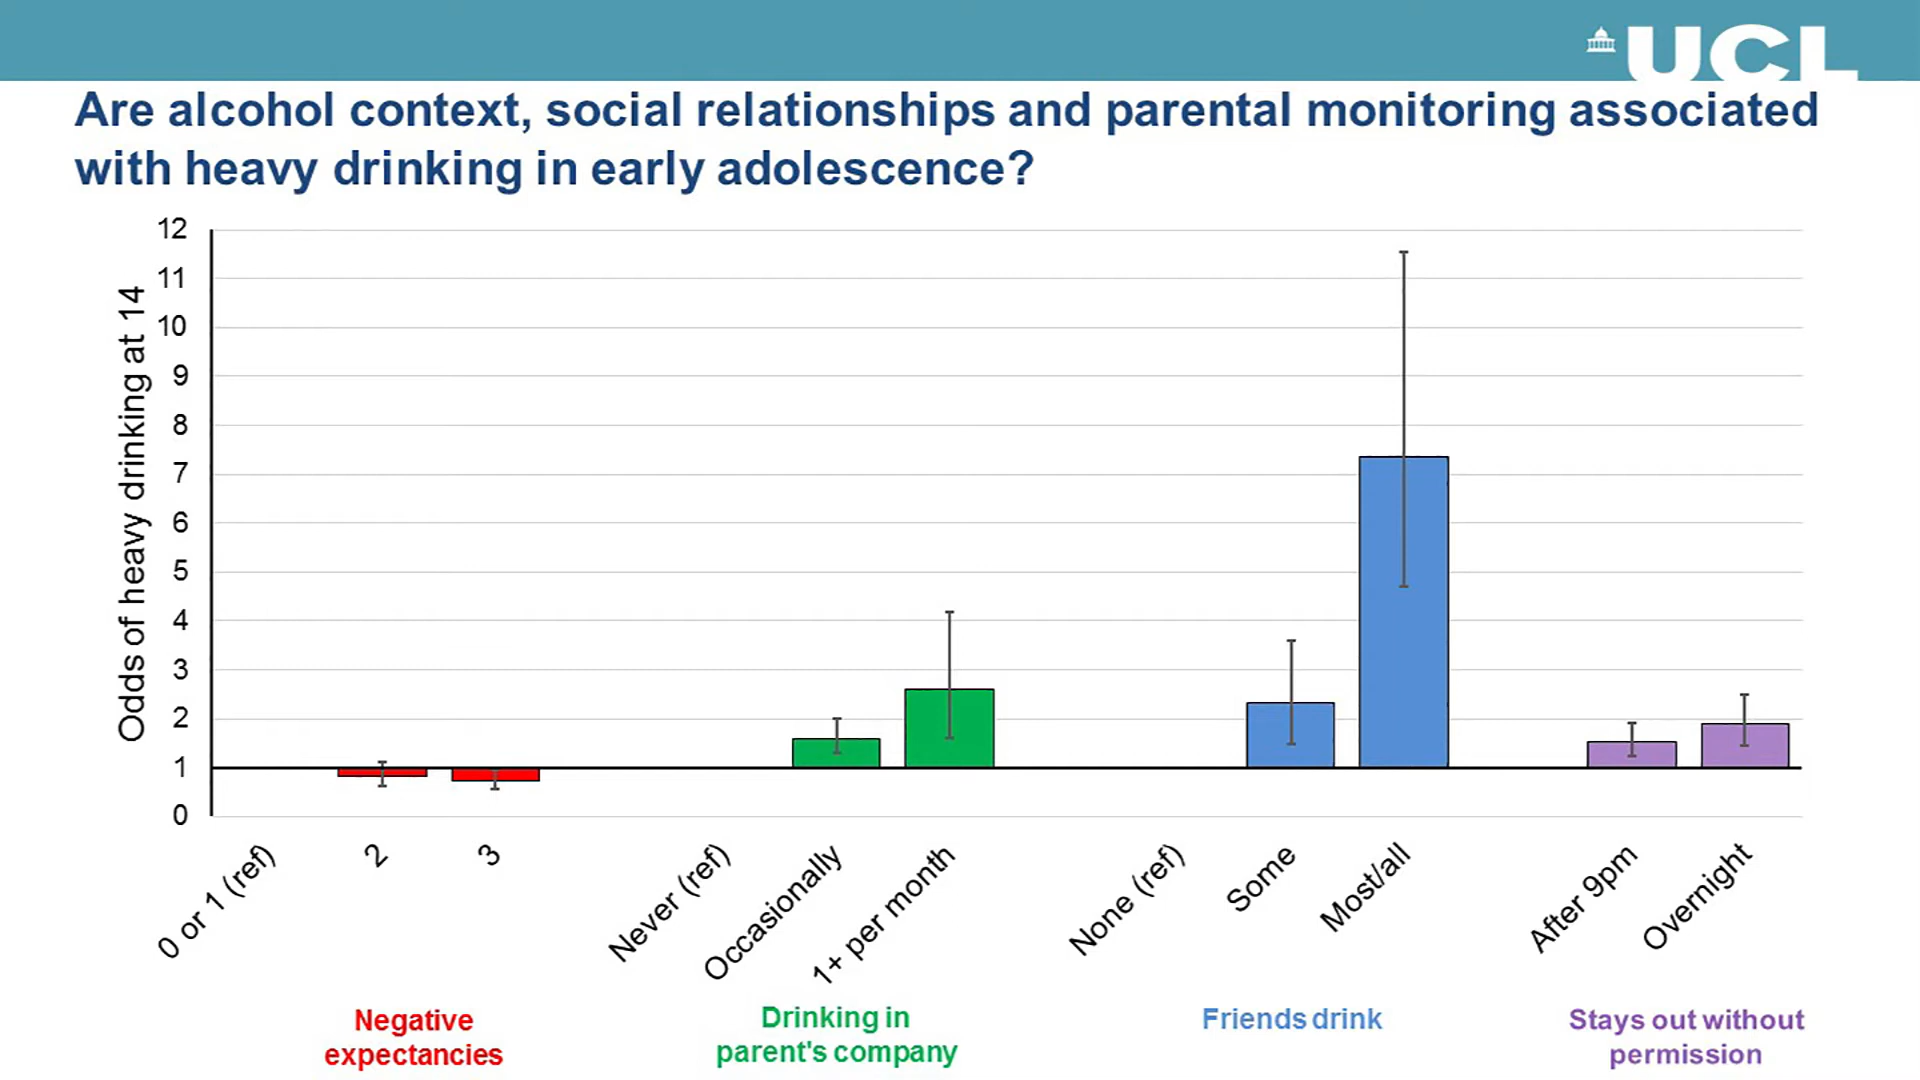 UCL
Are alcohol context, social relationships and parental monitoring associated
with heavy drinking in early adolescence?
Odds of heavy drinking at 14
12
11
10
9
8
7
6
5
4
3
2
1
0
0 or 1 (ref)
2
3
Never (ref)
Occasionally
1+ per month
None (ref)
Some
Most/all
After 9pm
Overnight
Negative
expectancies
Drinking in
parent's company
Friends drink
Stays out without
permission